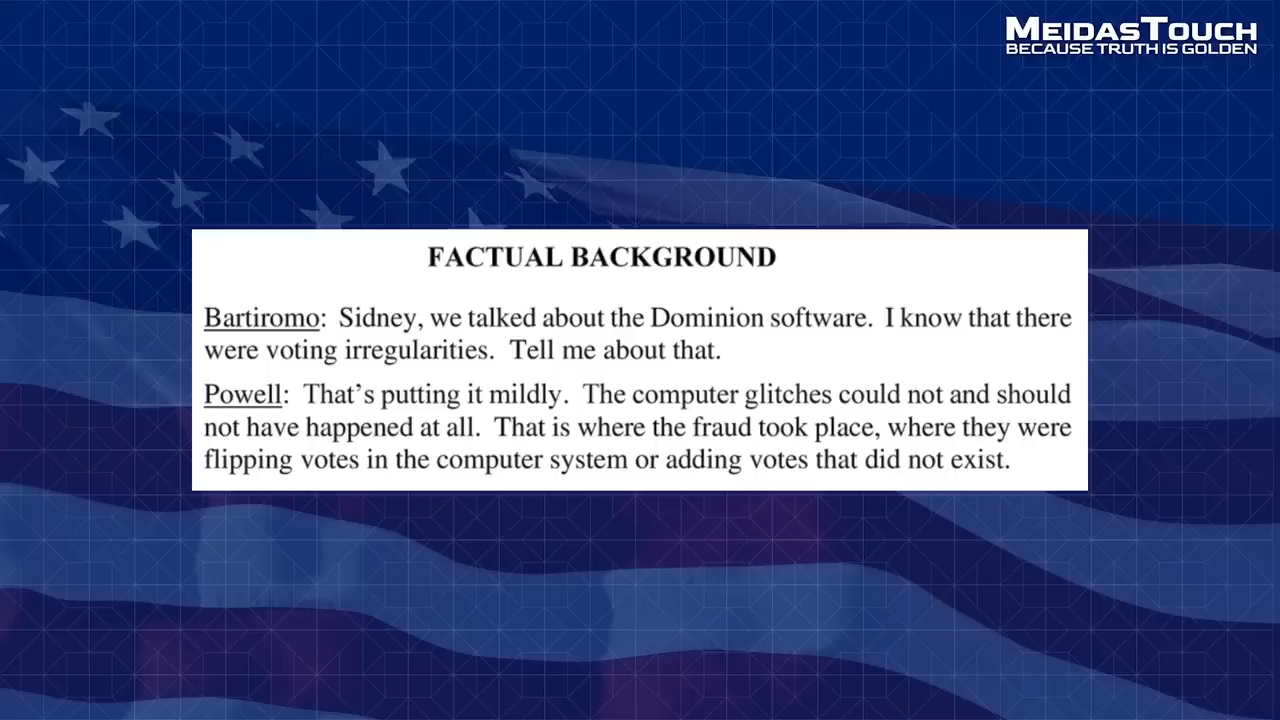 MEIDASTOUCH
BECAUSE TRUTH IS GOLDEN
FACTUAL BACKGROUND
Bartiromo: Sidney, we talked about the Dominion software. I know that there
were voting irregularities. Tell me about that.
Powell: That’s putting it mildly. The computer glitches could not and should
not have happened at all. That is where the fraud took place, where they were
flipping votes in the computer system or adding votes that did not exist.